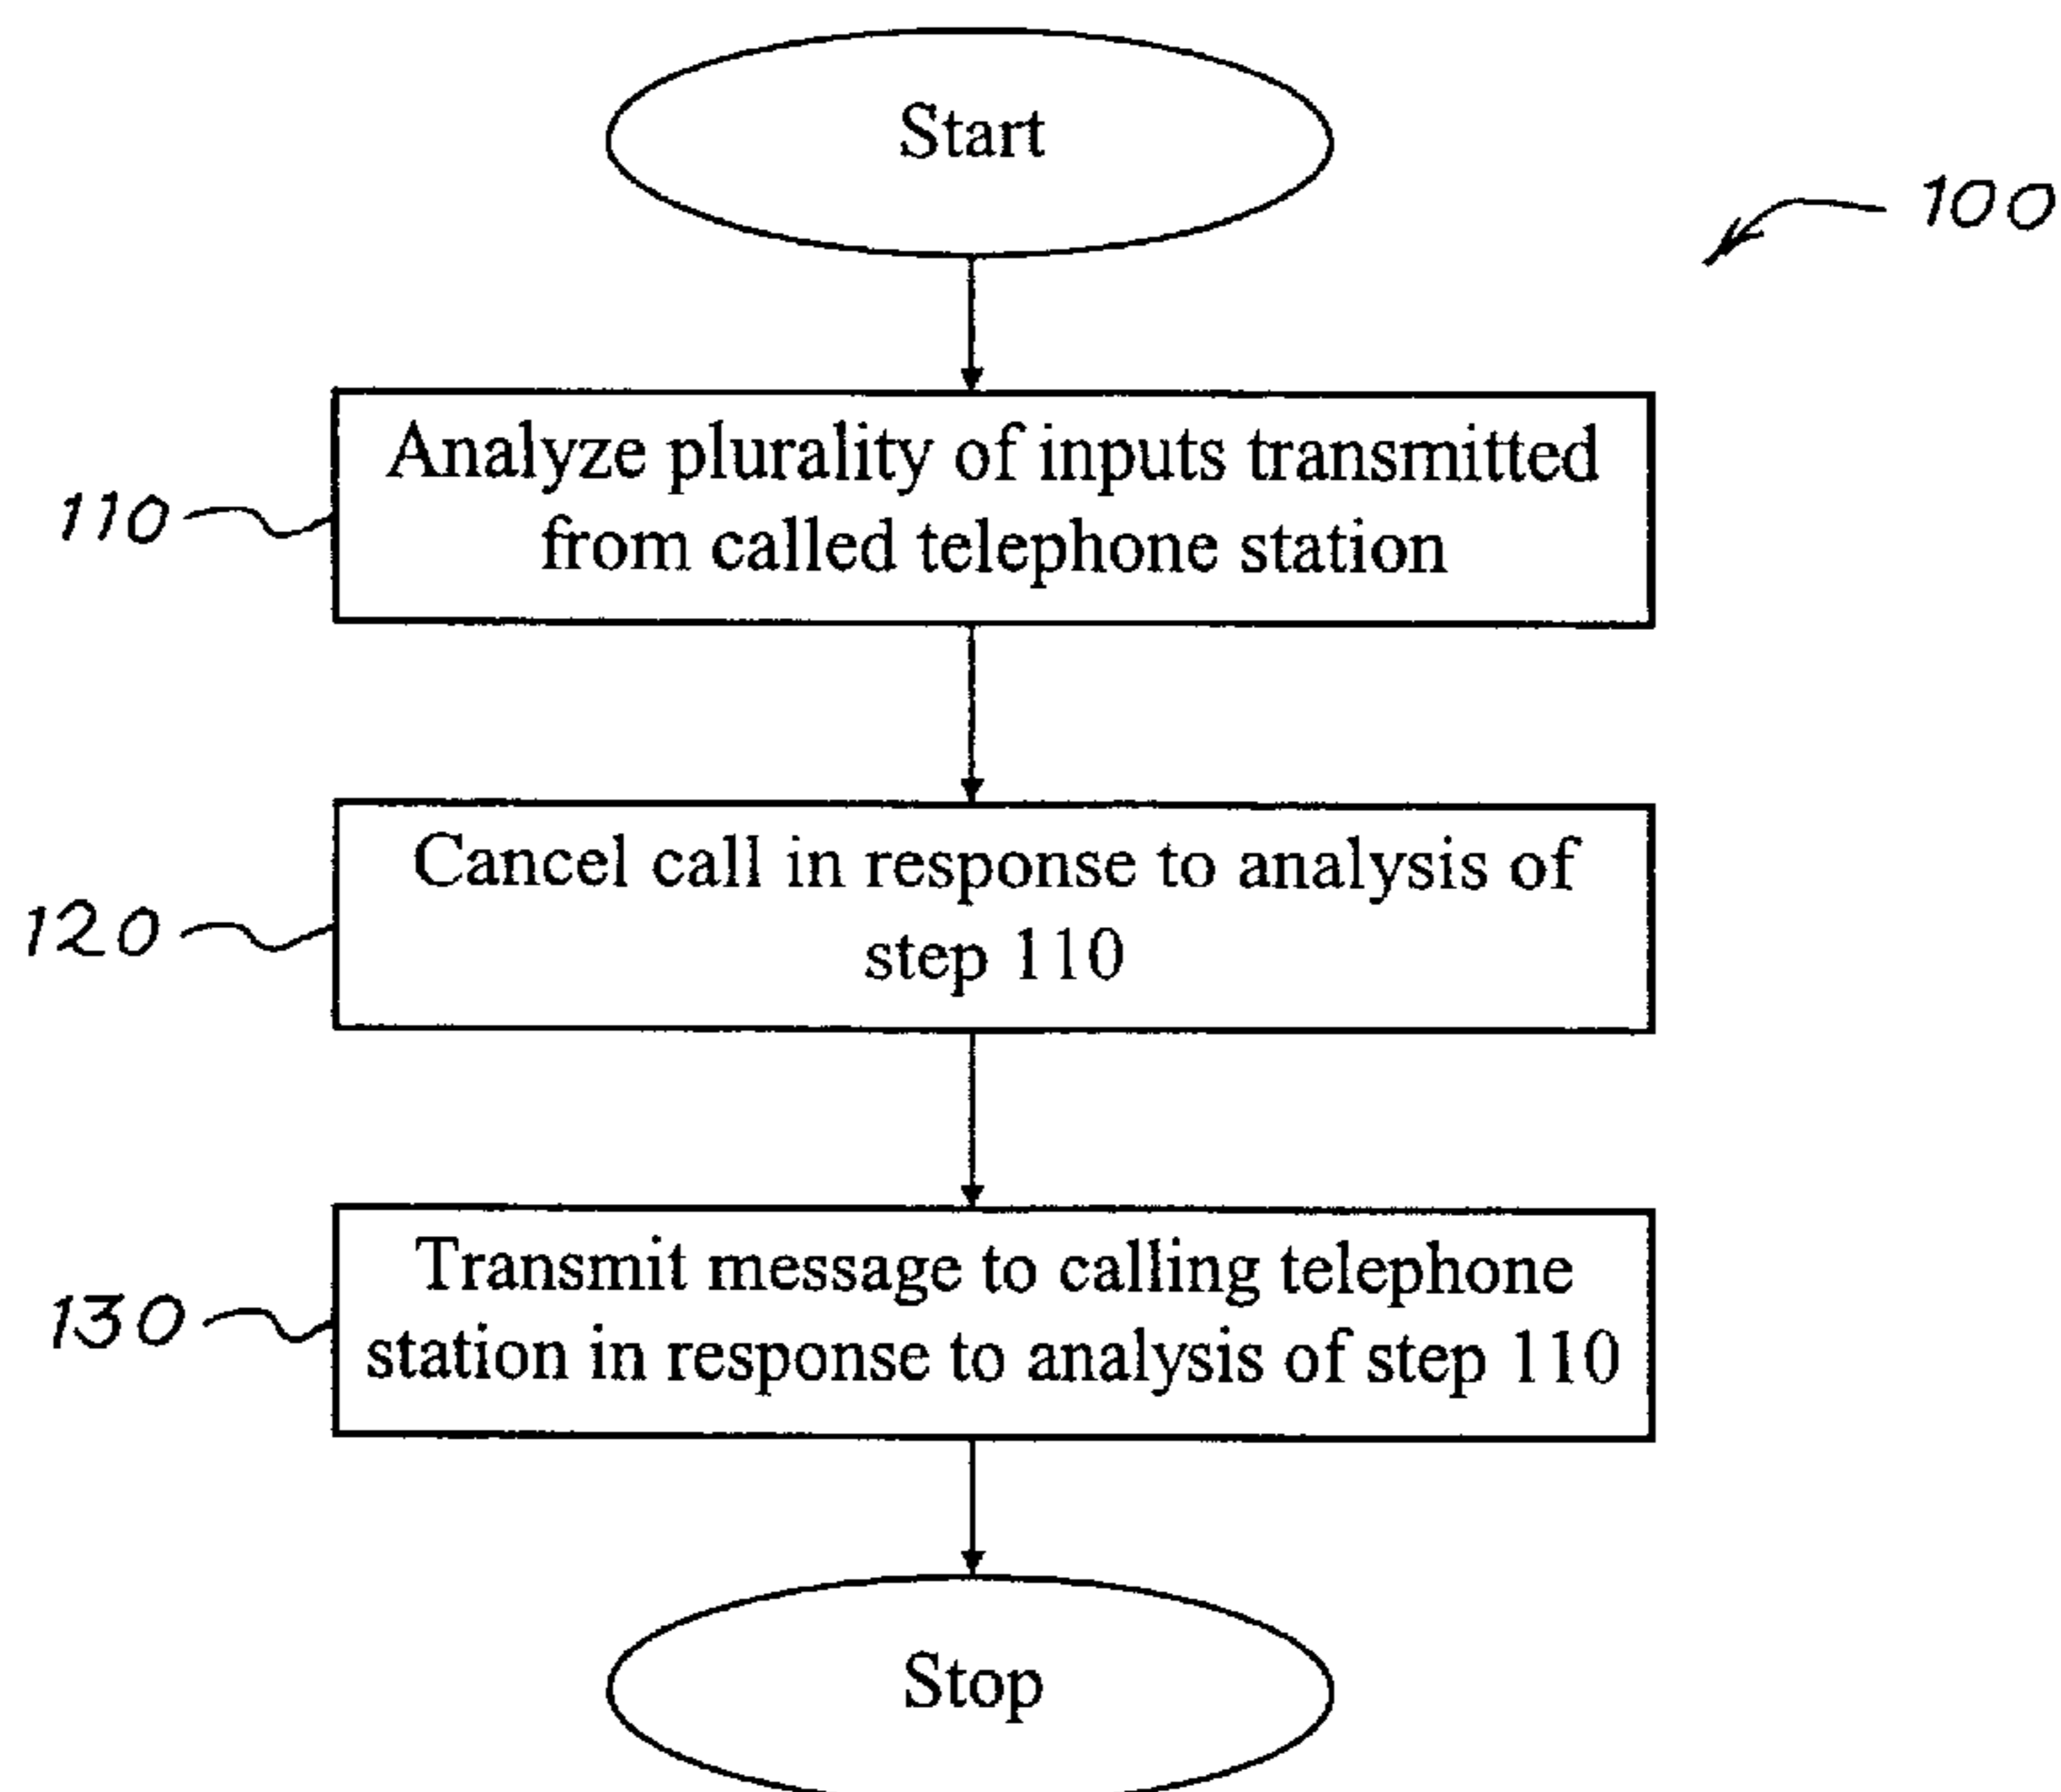 Start
100
Analyze plurality of inputs transmitted
from called telephone station
110
Cancel call in response to analysis of
step 110
120
Transmit message to calling telephone
station in response to analysis of step 110
130
Stop